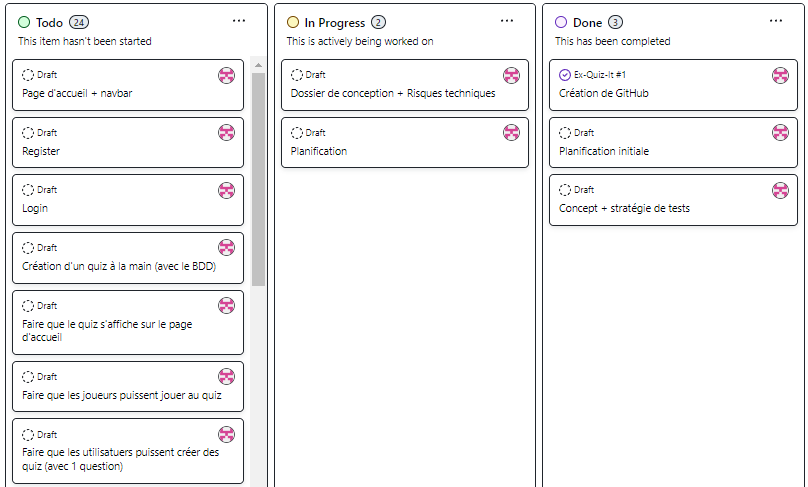 Todo 24
This item hasn't been started
Draft
Page d'accueil + navbar
Draft
Register
Draft
Login
Draft
Création d'un quiz à la main (avec le BDD)
Draft
Faire que le quiz s'affiche sur le page
d'accueil
Draft
Faire que les joueurs puissent jouer au quiz
Draft
Faire que les utilisatuers puissent créer des
quiz (avec 1 question)
In Progress 2
This is actively being worked on
Draft
Dossier de conception + Risques techniques
Draft
Planification
Done 3
This has been completed
Ex-Quiz-It #1
Création de GitHub
Draft
Planification initiale
Draft
Concept + stratégie de tests